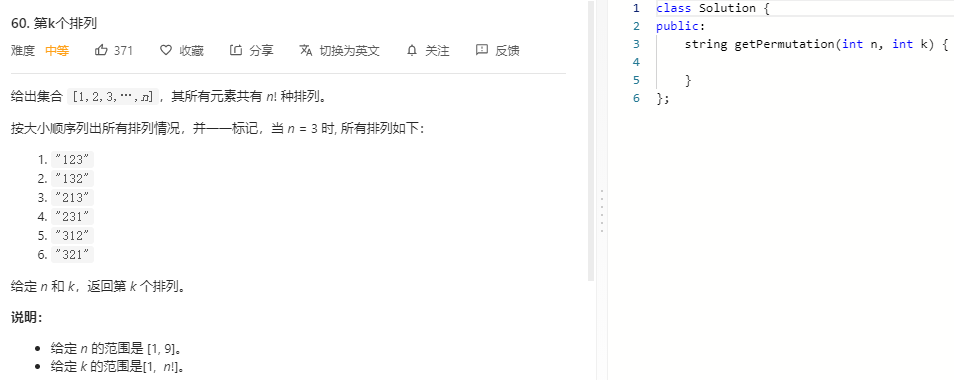 60. 第k个排列
难度 中等 371 收藏 分享 切换为英文 关注 反馈
给出集合 [1,2,3,⋯,n]，其所有元素共有 n! 种排列。
按大小顺序列出所有排列情况，并一一标记，当 n = 3 时, 所有排列如下：
1. "123"
2. "132"
3. "213"
4. "231"
5. "312"
6. "321"
给定 n 和 k，返回第 k 个排列。
说明：
• 给定 n 的范围是 [1, 9]。
• 给定 k 的范围是[1, n!]。
1 class Solution {
2 public:
3     string getPermutation(int n, int k) {
4
5     }
6 };